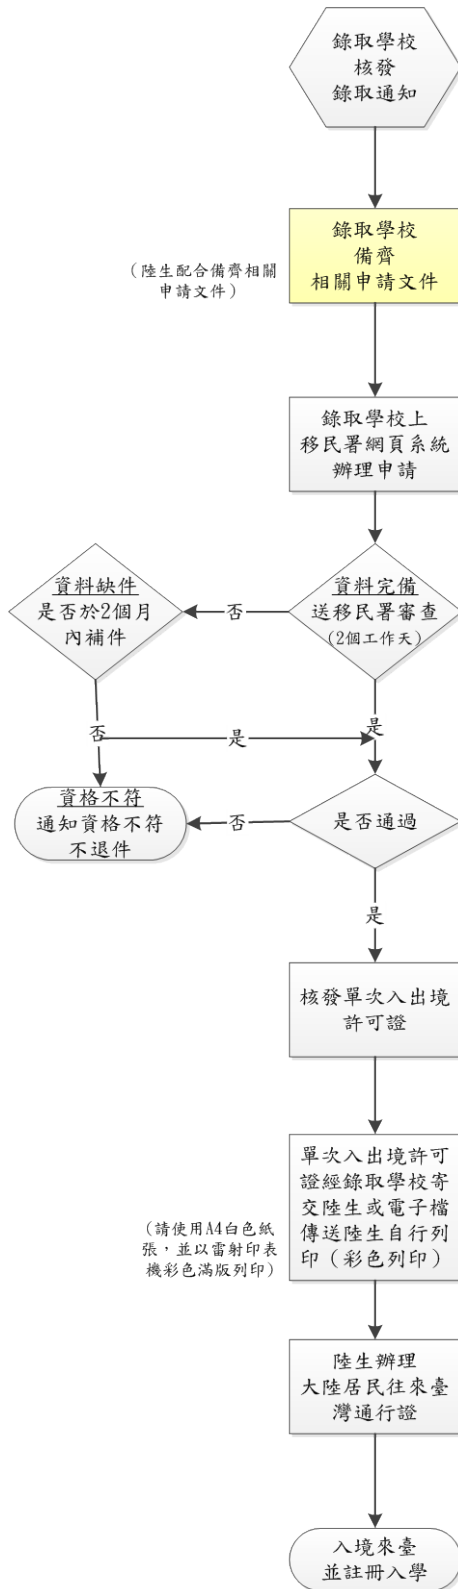 錄取學校
核發
錄取通知
錄取學校
備齊
相關申請文件
（陸生配合備齊相關
申請文件）
錄取學校上
移民署網頁系統
辦理申請
資料完備
送移民署審查
(2個工作天)
否
資料缺件
是否於2個月
內補件
是
否
是
是否通過
否
資格不符
通知資格不符
不退件
是
核發單次入出境
許可證
單次入出境許可
證經錄取學校寄
交陸生或電子檔
傳送陸生自行列
印（彩色列印）
(請使用A4白色紙
張，並以雷射印表
機彩色滿版列印)
陸生辦理
大陸居民往來臺
灣通行證
入境來臺
並註冊入學